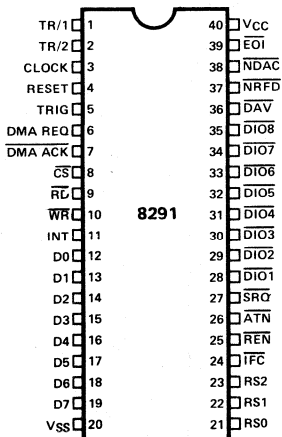 TR/1 1 40 VCC
TR/2 2 39 EOI
CLOCK 3 38 NDAC
RESET 4 37 NRFD
TRIG 5 36 DAV
DMA REQ 6 35 DIO8
DMA ACK 7 34 DIO7
CS 8 33 DIO6
RD 9 32 DIO5
WR 10 8291 31 DIO4
INT 11 30 DIO3
D0 12 29 DIO2
D1 13 28 DIO1
D2 14 27 SRQ
D3 15 26 ATN
D4 16 25 REN
D5 17 24 IFC
D6 18 23 RS2
D7 19 22 RS1
VSS 20 21 RS0